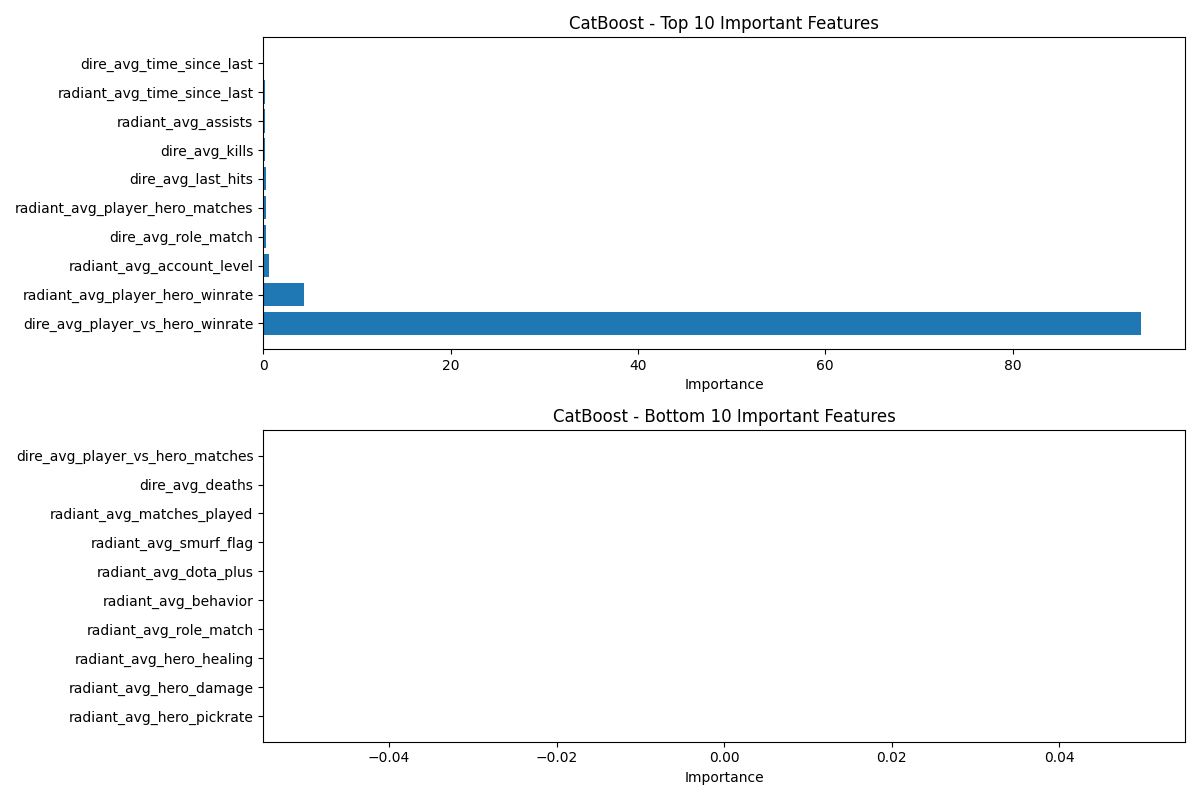 CatBoost - Top 10 Important Features
dire_avg_time_since_last
radiant_avg_time_since_last
radiant_avg_assists
dire_avg_kills
dire_avg_last_hits
radiant_avg_player_hero_matches
dire_avg_role_match
radiant_avg_account_level
radiant_avg_player_hero_winrate
dire_avg_player_vs_hero_winrate
0 20 40 60 80
Importance
CatBoost - Bottom 10 Important Features
dire_avg_player_vs_hero_matches
dire_avg_deaths
radiant_avg_matches_played
radiant_avg_smurf_flag
radiant_avg_dota_plus
radiant_avg_behavior
radiant_avg_role_match
radiant_avg_hero_healing
radiant_avg_hero_damage
radiant_avg_hero_pickrate
−0.04 −0.02 0.00 0.02 0.04
Importance